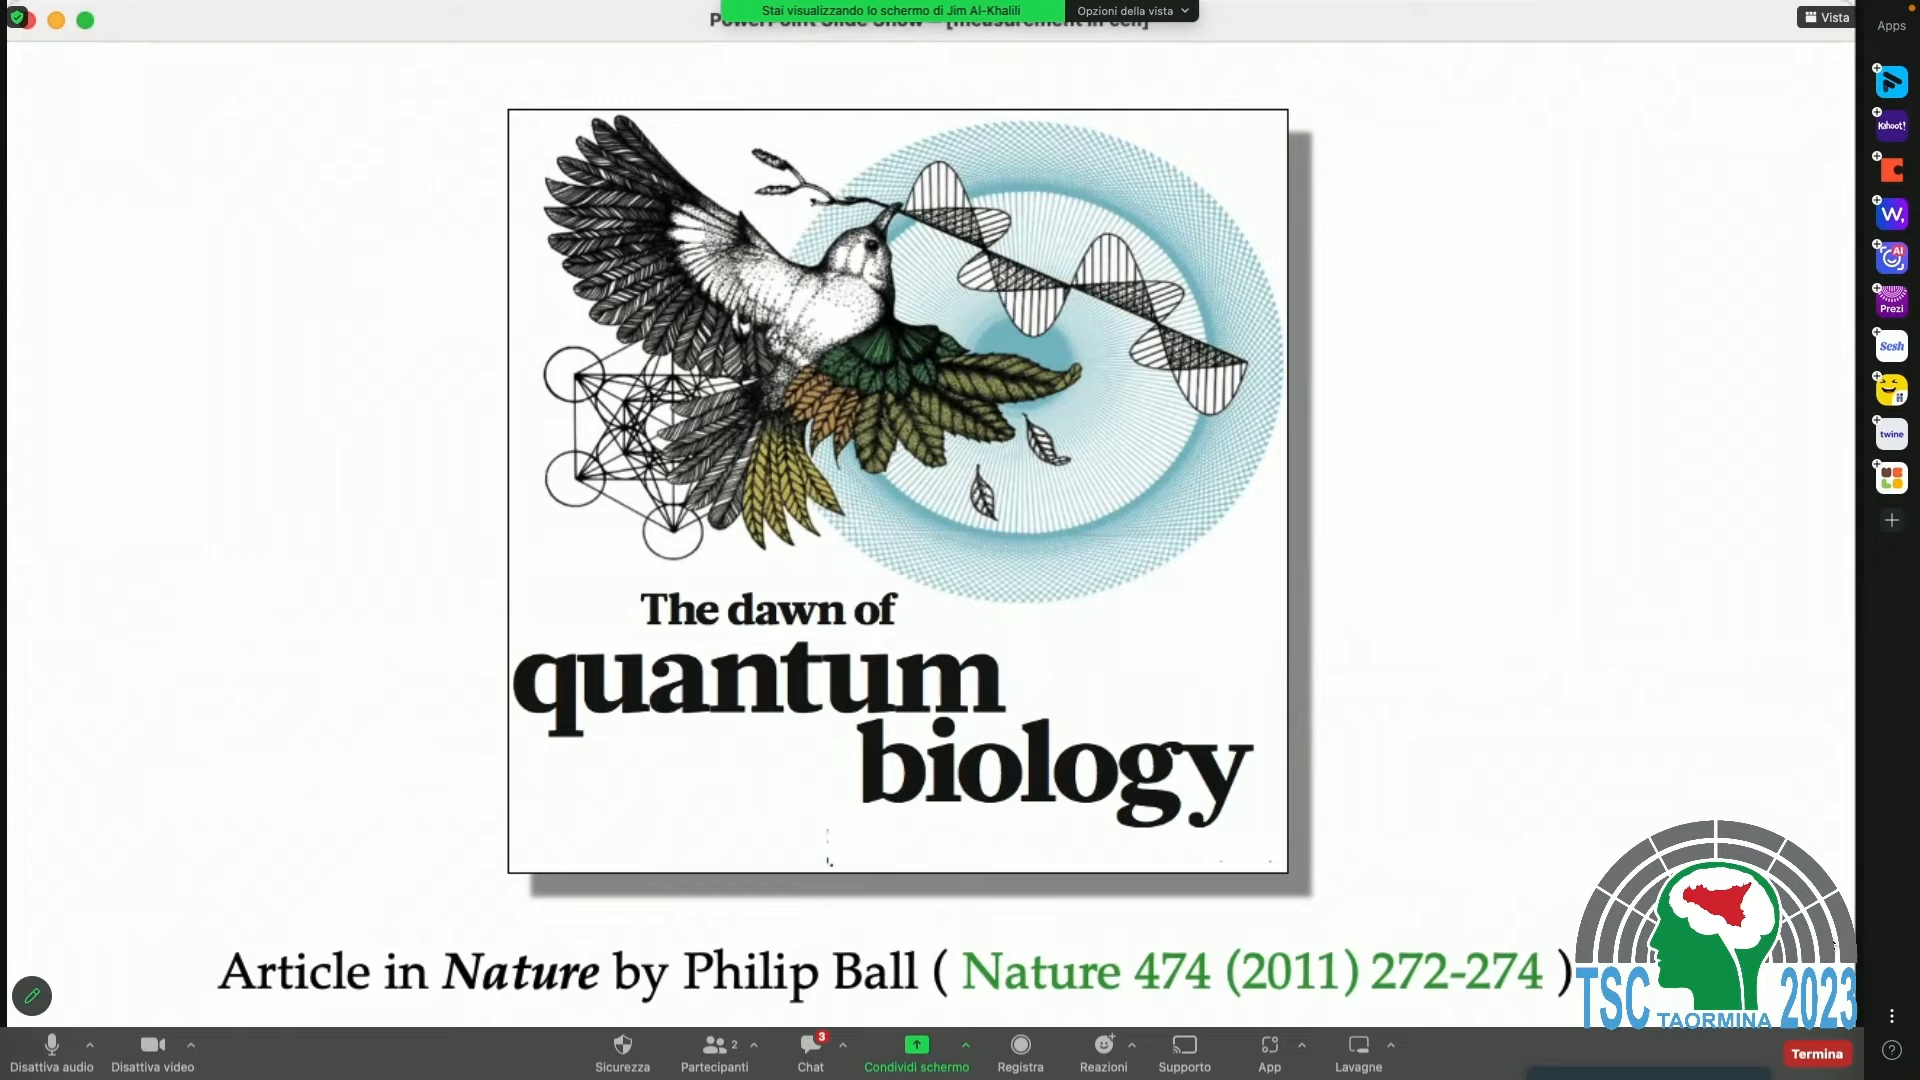 Stai visualizzando lo schermo di Jim Al-Khalili
Opzioni della vista
Vista
Apps
Kahoot!
W,
AI
Prezi
Sesh
twine
The dawn of
quantum
biology
Article in Nature by Philip Ball ( Nature 474 (2011) 272-274 )
TSC TAORMINA 2023
Disattiva audio
Disattiva video
Sicurezza
Partecipanti 2
Chat 3
Condividi schermo
Registra
Reazioni
Supporto
App
Lavagne
Termina